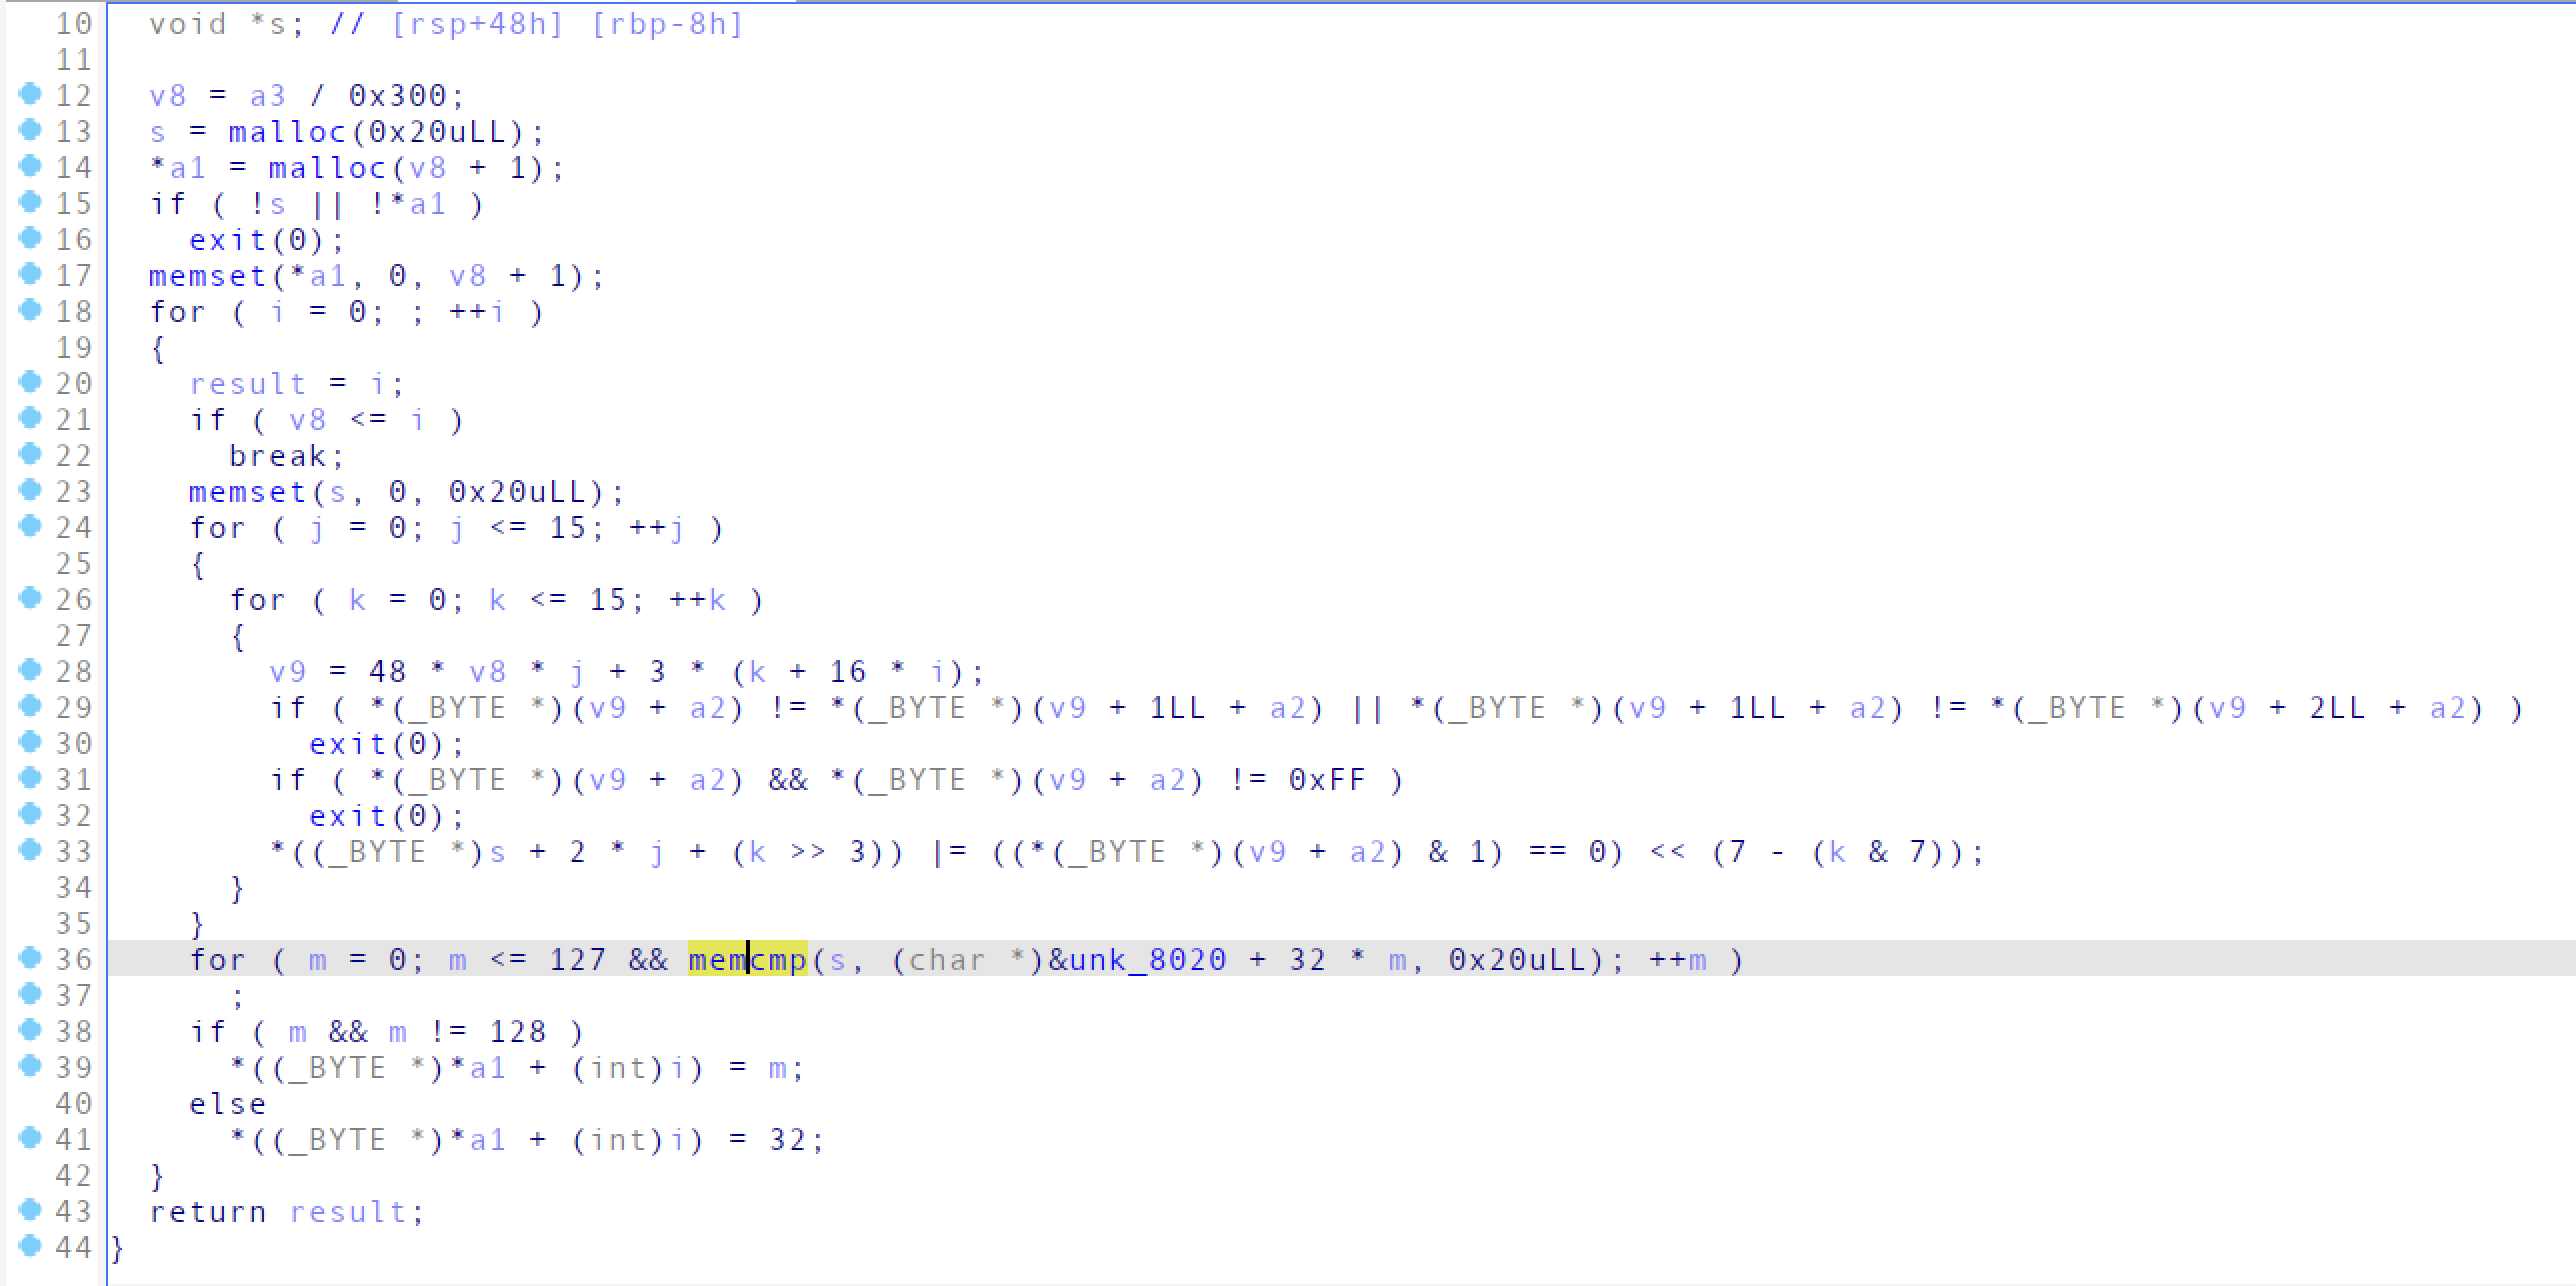 10 void *s; // [rsp+48h] [rbp-8h]
11
12 v8 = a3 / 0x300;
13 s = malloc(0x20uLL);
14 *a1 = malloc(v8 + 1);
15 if ( !s || !*a1 )
16 exit(0);
17 memset(*a1, 0, v8 + 1);
18 for ( i = 0; ; ++i )
19 {
20 result = i;
21 if ( v8 <= i )
22 break;
23 memset(s, 0, 0x20uLL);
24 for ( j = 0; j <= 15; ++j )
25 {
26 for ( k = 0; k <= 15; ++k )
27 {
28 v9 = 48 * v8 * j + 3 * (k + 16 * i);
29 if ( *(_BYTE *)(v9 + a2) != *(_BYTE *)(v9 + 1LL + a2) || *(_BYTE *)(v9 + 1LL + a2) != *(_BYTE *)(v9 + 2LL + a2) )
30 exit(0);
31 if ( *(_BYTE *)(v9 + a2) && *(_BYTE *)(v9 + a2) != 0xFF )
32 exit(0);
33 *((_BYTE *)s + 2 * j + (k >> 3)) |= ((*(_BYTE *)(v9 + a2) & 1) == 0) << (7 - (k & 7));
34 }
35 }
36 for ( m = 0; m <= 127 && memcmp(s, (char *)&unk_8020 + 32 * m, 0x20uLL); ++m )
37 ;
38 if ( m && m != 128 )
39 *((_BYTE *)*a1 + (int)i) = m;
40 else
41 *((_BYTE *)*a1 + (int)i) = 32;
42 }
43 return result;
44 }